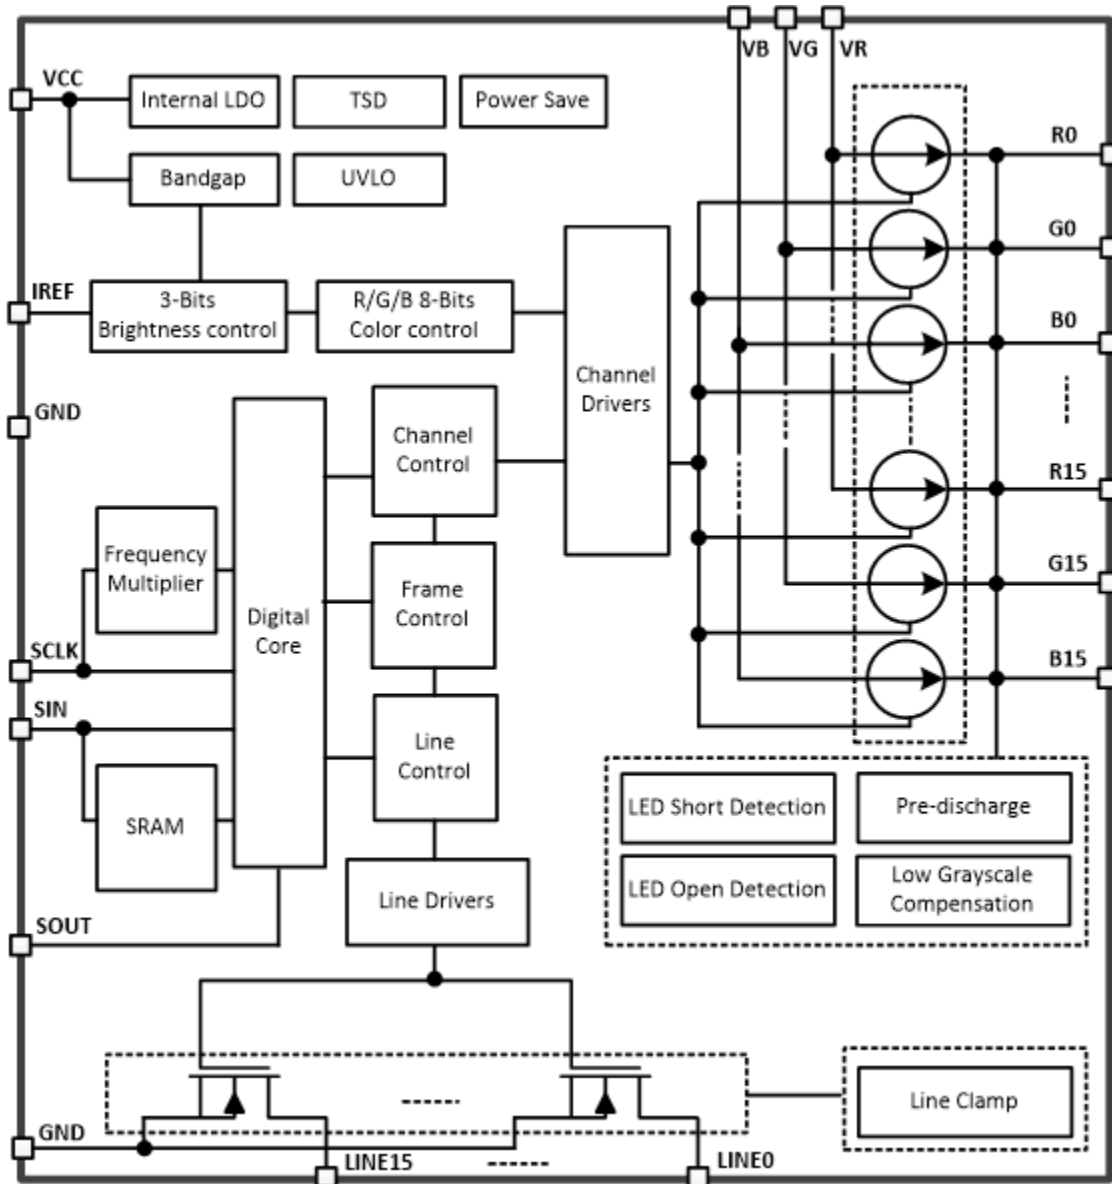 VB
VG
VR
VCC
Internal LDO
TSD
Power Save
Bandgap
UVLO
R0
G0
B0
IREF
3-Bits
Brightness control
R/G/B 8-Bits
Color control
Channel
Drivers
GND
Channel
Control
R15
G15
B15
Frequency
Multiplier
Digital
Core
Frame
Control
SCLK
SIN
Line
Control
SRAM
LED Short Detection
Pre-discharge
LED Open Detection
Low Grayscale
Compensation
Line Drivers
SOUT
Line Clamp
GND
LINE15
LINE0